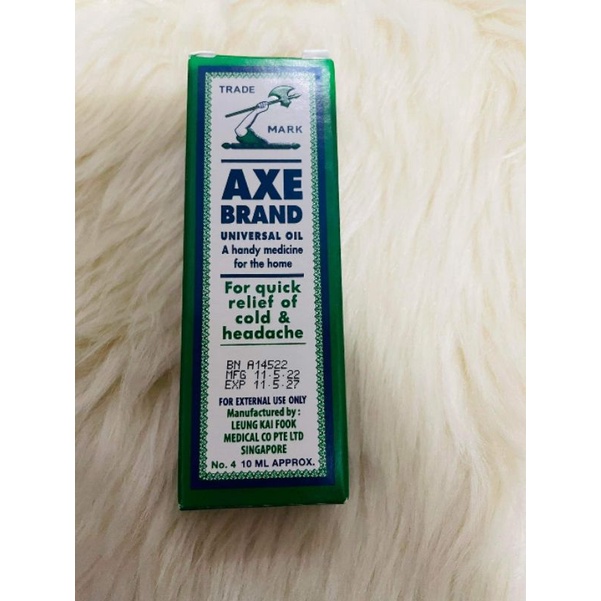 TRADE
MARK
AXE
BRAND
UNIVERSAL OIL
A handy medicine
for the home
For quick
relief of
cold &
headache
BN A14522
MFG 11.5.22
EXP 11.5.27
FOR EXTERNAL USE ONLY
Manufactured by :
LEUNG KAI FOOK
MEDICAL CO PTE LTD
SINGAPORE
No. 4 10 ML APPROX.